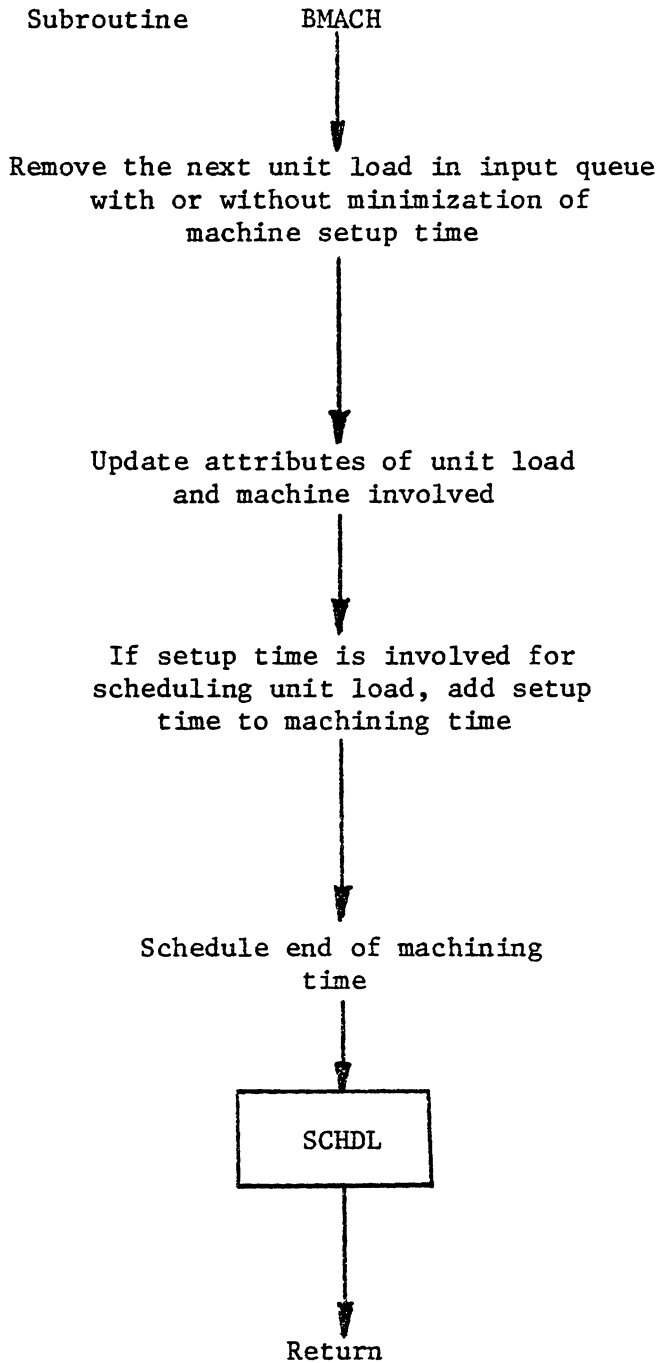 Subroutine BMACH
Remove the next unit load in input queue
with or without minimization of
machine setup time
Update attributes of unit load
and machine involved
If setup time is involved for
scheduling unit load, add setup
time to machining time
Schedule end of machining
time
SCHDL
Return